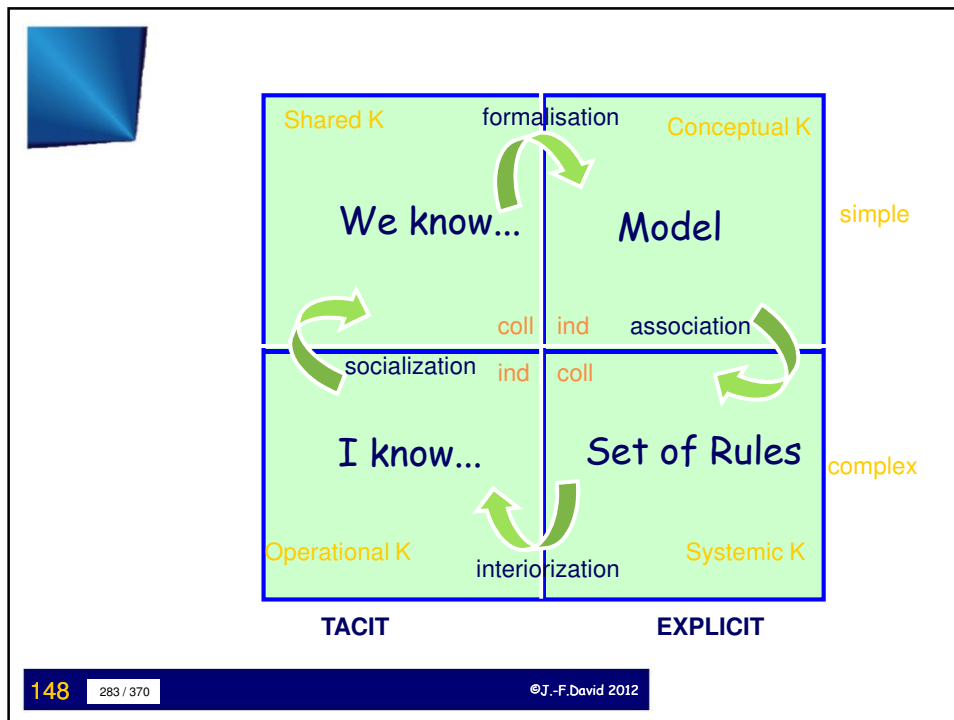 Shared K
formalisation
Conceptual K
We know...
Model
simple
coll
ind
association
socialization
ind
coll
I know...
Set of Rules
complex
Operational K
interiorization
Systemic K
TACIT
EXPLICIT
148
283 / 370
©J.-F.David 2012